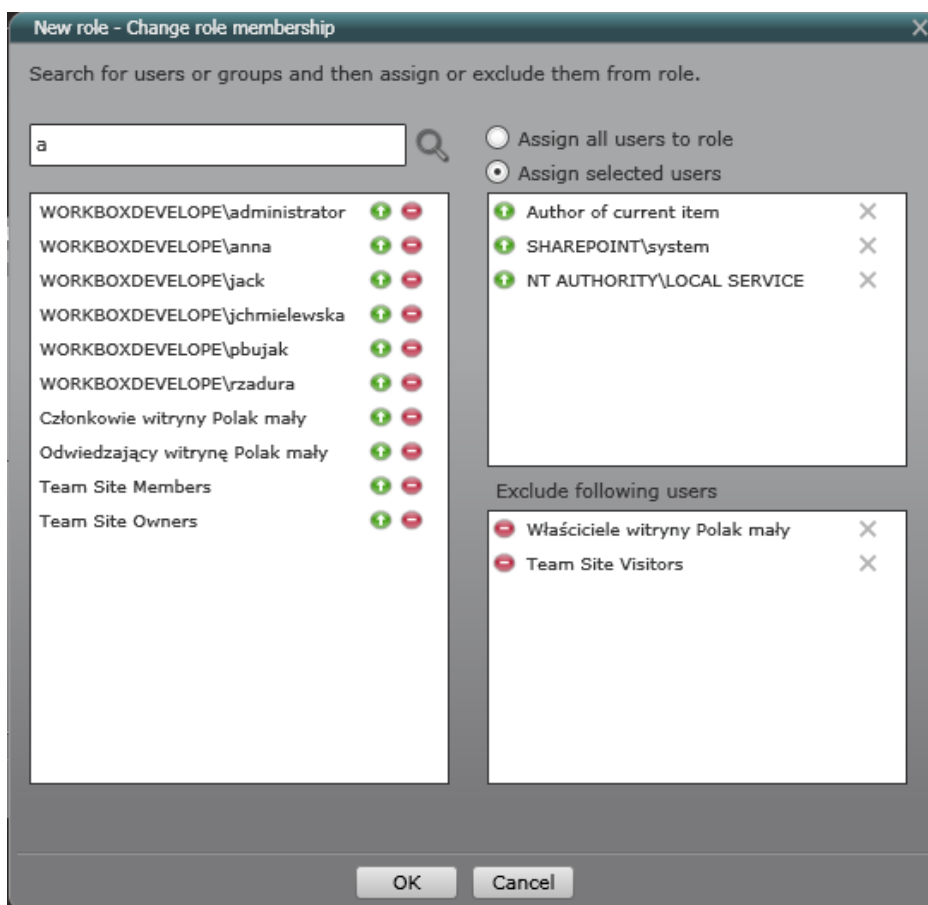 New role - Change role membership
Search for users or groups and then assign or exclude them from role.
a
WORKBOXDEVELOPE\administrator
WORKBOXDEVELOPE\anna
WORKBOXDEVELOPE\jack
WORKBOXDEVELOPE\jchmielewska
WORKBOXDEVELOPE\pbujak
WORKBOXDEVELOPE\rzadura
Członkowie witryny Polak mały
Odwiedzający witrynę Polak mały
Team Site Members
Team Site Owners
Assign all users to role
Assign selected users
Author of current item
SHAREPOINT\system
NT AUTHORITY\LOCAL SERVICE
Exclude following users
Właściciele witryny Polak mały
Team Site Visitors
OK
Cancel